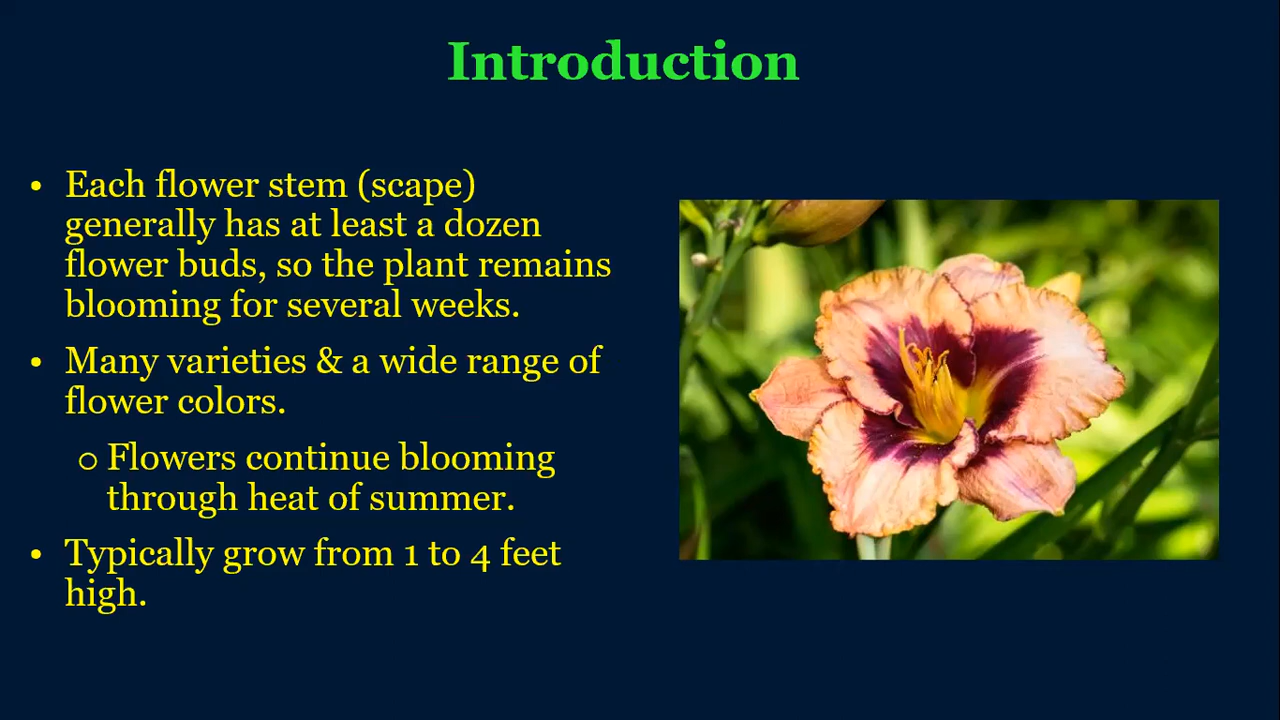 Introduction
• Each flower stem (scape)
generally has at least a dozen
flower buds, so the plant remains
blooming for several weeks.
• Many varieties & a wide range of
flower colors.
o Flowers continue blooming
through heat of summer.
• Typically grow from 1 to 4 feet
high.